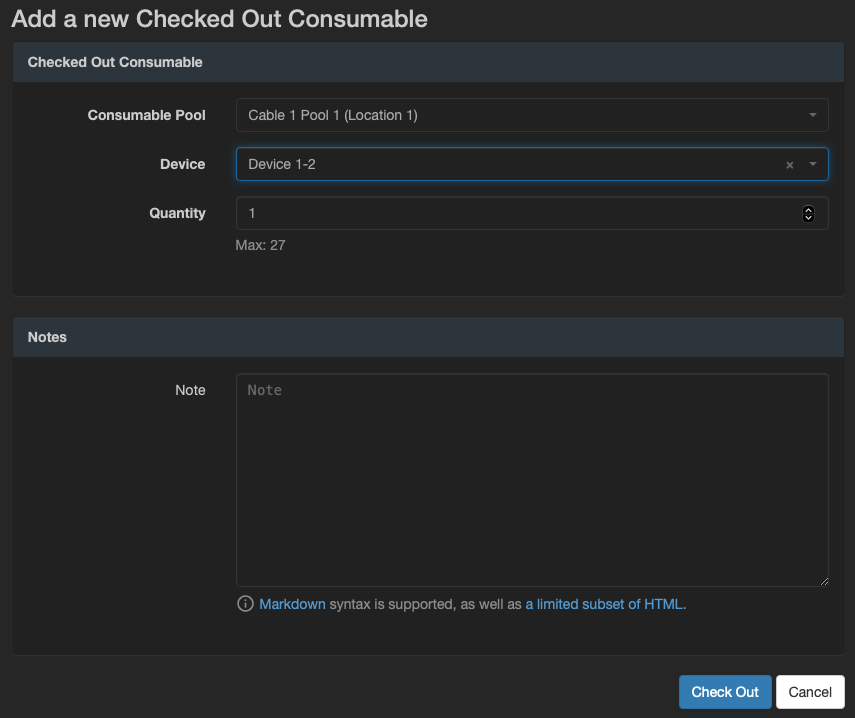 Add a new Checked Out Consumable
Checked Out Consumable
Consumable Pool
Cable 1 Pool 1 (Location 1)
Device
Device 1-2 ×
Quantity
1
Max: 27
Notes
Note
Note
Markdown syntax is supported, as well as a limited subset of HTML.
Check Out
Cancel